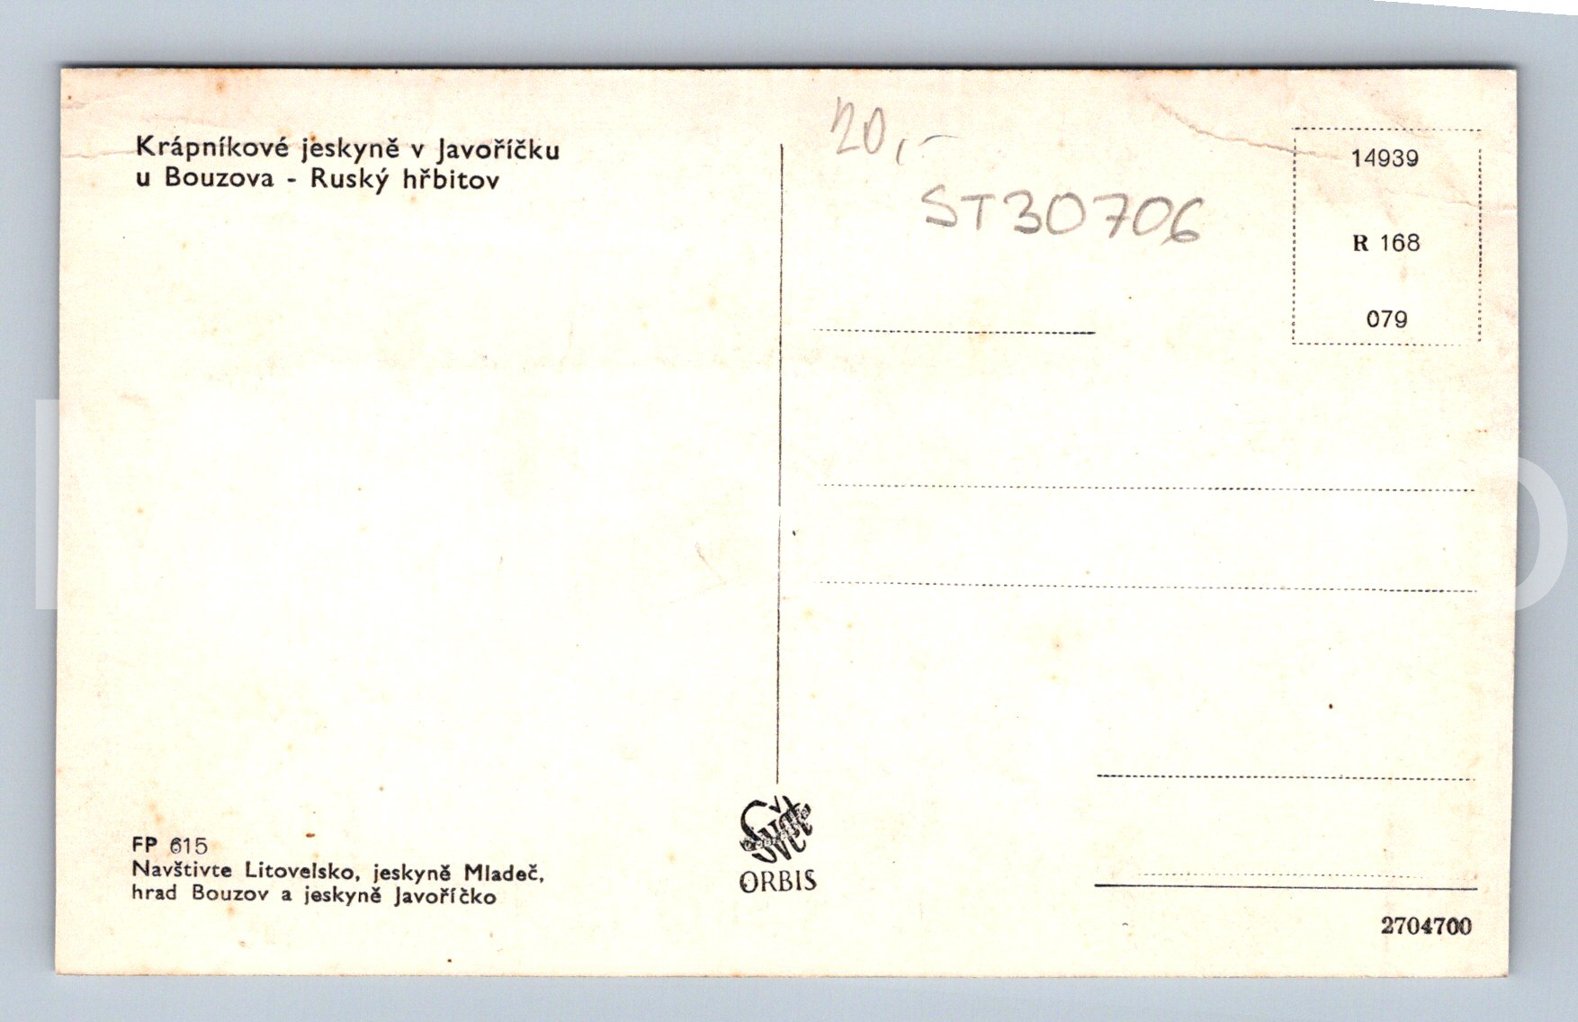 Krápníkové jeskyně v Javoříčku
u Bouzova - Ruský hřbitov
20,-
ST30706
14939
R 168
079
FP 615
Navštivte Litovelsko, jeskyně Mladeč,
hrad Bouzov a jeskyně Javoříčko
Svět
ORBIS
2704700